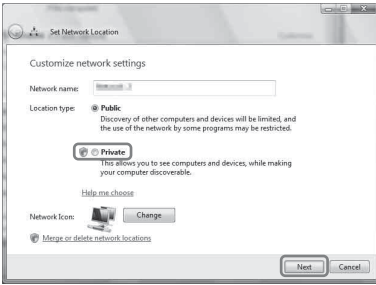 Set Network Location
Customize network settings
Network name:
Location type:
Public
Discovery of other computers and devices will be limited, and
the use of the network by some programs may be restricted.
Private
This allows you to see computers and devices, while making
your computer discoverable.
Help me choose
Network Icon:
Change
Merge or delete network locations
Next
Cancel